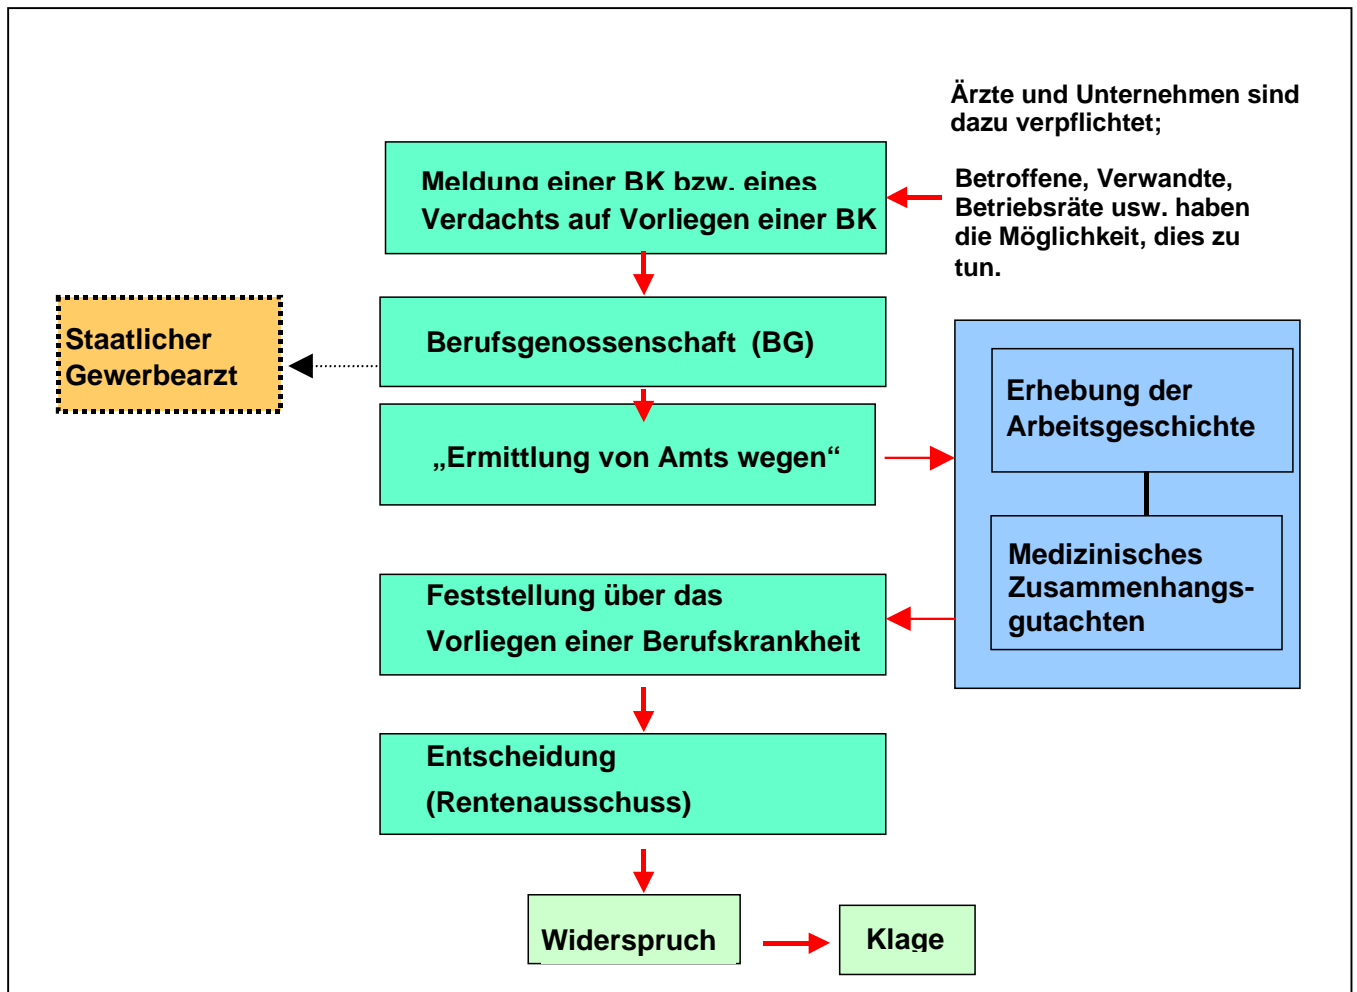 Ärzte und Unternehmen sind
dazu verpflichtet;
Betroffene, Verwandte,
Betriebsräte usw. haben
die Möglichkeit, dies zu
tun.
Meldung einer BK bzw. eines
Verdachts auf Vorliegen einer BK
Berufsgenossenschaft (BG)
Staatlicher
Gewerbearzt
„Ermittlung von Amts wegen“
Erhebung der
Arbeitsgeschichte
Medizinisches
Zusammenhangs-
gutachten
Feststellung über das
Vorliegen einer Berufskrankheit
Entscheidung
(Rentenausschuss)
Widerspruch
Klage